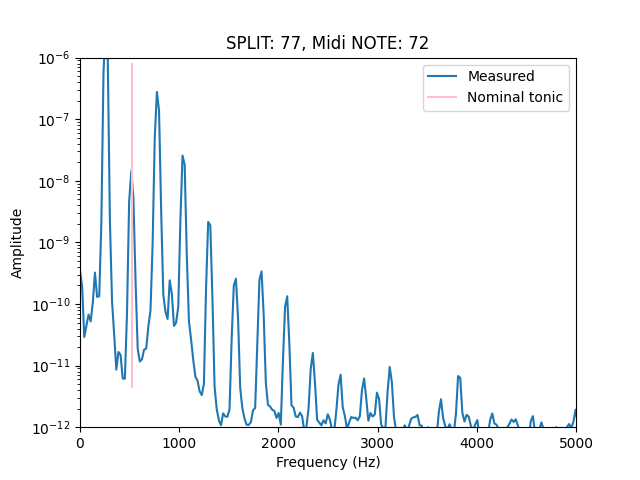 SPLIT: 77, Midi NOTE: 72
Measured
Nominal tonic
Amplitude
10⁻⁶
10⁻⁷
10⁻⁸
10⁻⁹
10⁻¹⁰
10⁻¹¹
10⁻¹²
0 1000 2000 3000 4000 5000
Frequency (Hz)